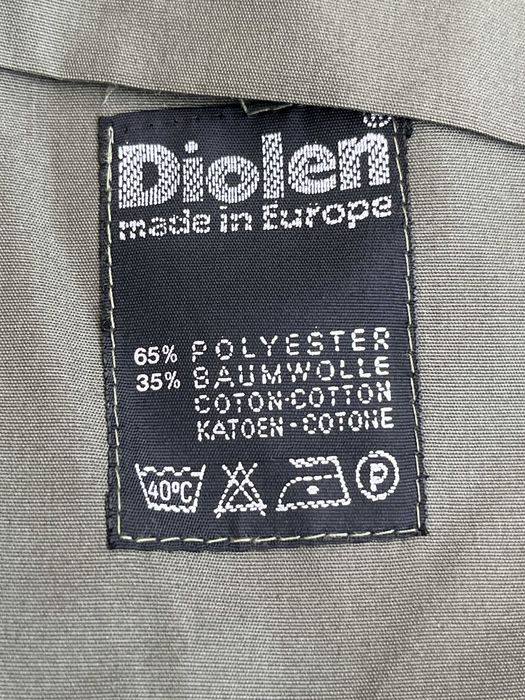 Diolen®
made in Europe
65% POLYESTER
35% BAUMWOLLE
COTON-COTTON
KATOEN-COTONE
40°C P